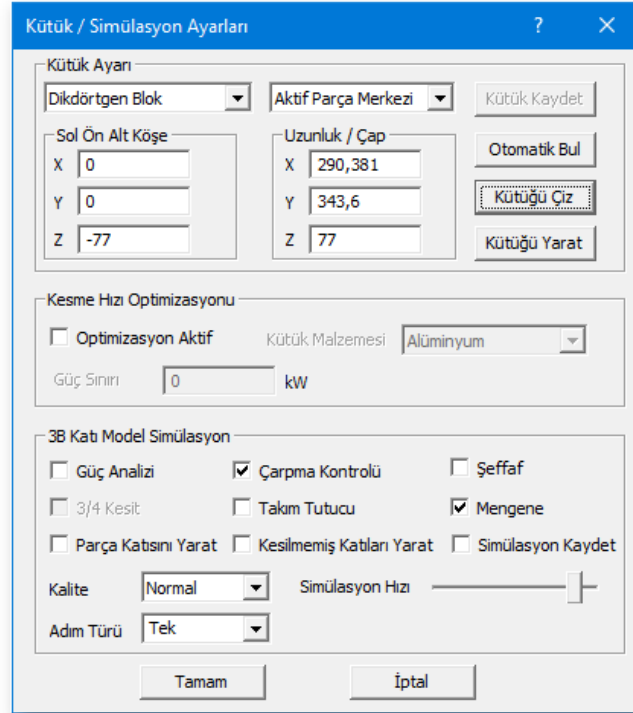 Kütük / Simülasyon Ayarları ?
Kütük Ayarı
Dikdörtgen Blok Aktif Parça Merkezi Kütük Kaydet
Sol Ön Alt Köşe Uzunluk / Çap Otomatik Bul
X 0 X 290,381
Y 0 Y 343,6 Kütüğü Çiz
Z -77 Z 77 Kütüğü Yarat
Kesme Hızı Optimizasyonu
Optimizasyon Aktif Kütük Malzemesi Alüminyum
Güç Sınırı 0 kW
3B Katı Model Simülasyon
Güç Analizi Çarpma Kontrolü Şeffaf
3/4 Kesit Takım Tutucu Mengene
Parça Katısını Yarat Kesilmemiş Katıları Yarat Simülasyon Kaydet
Kalite Normal Simülasyon Hızı
Adım Türü Tek
Tamam İptal